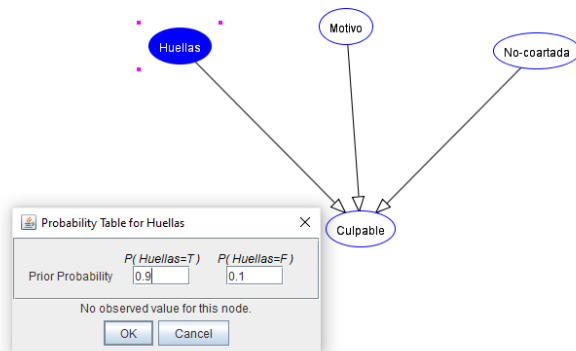 Huellas
Motivo
No-coartada
Culpable
Probability Table for Huellas
P( Huellas=T ) P( Huellas=F )
Prior Probability 0.9 0.1
No observed value for this node.
OK Cancel